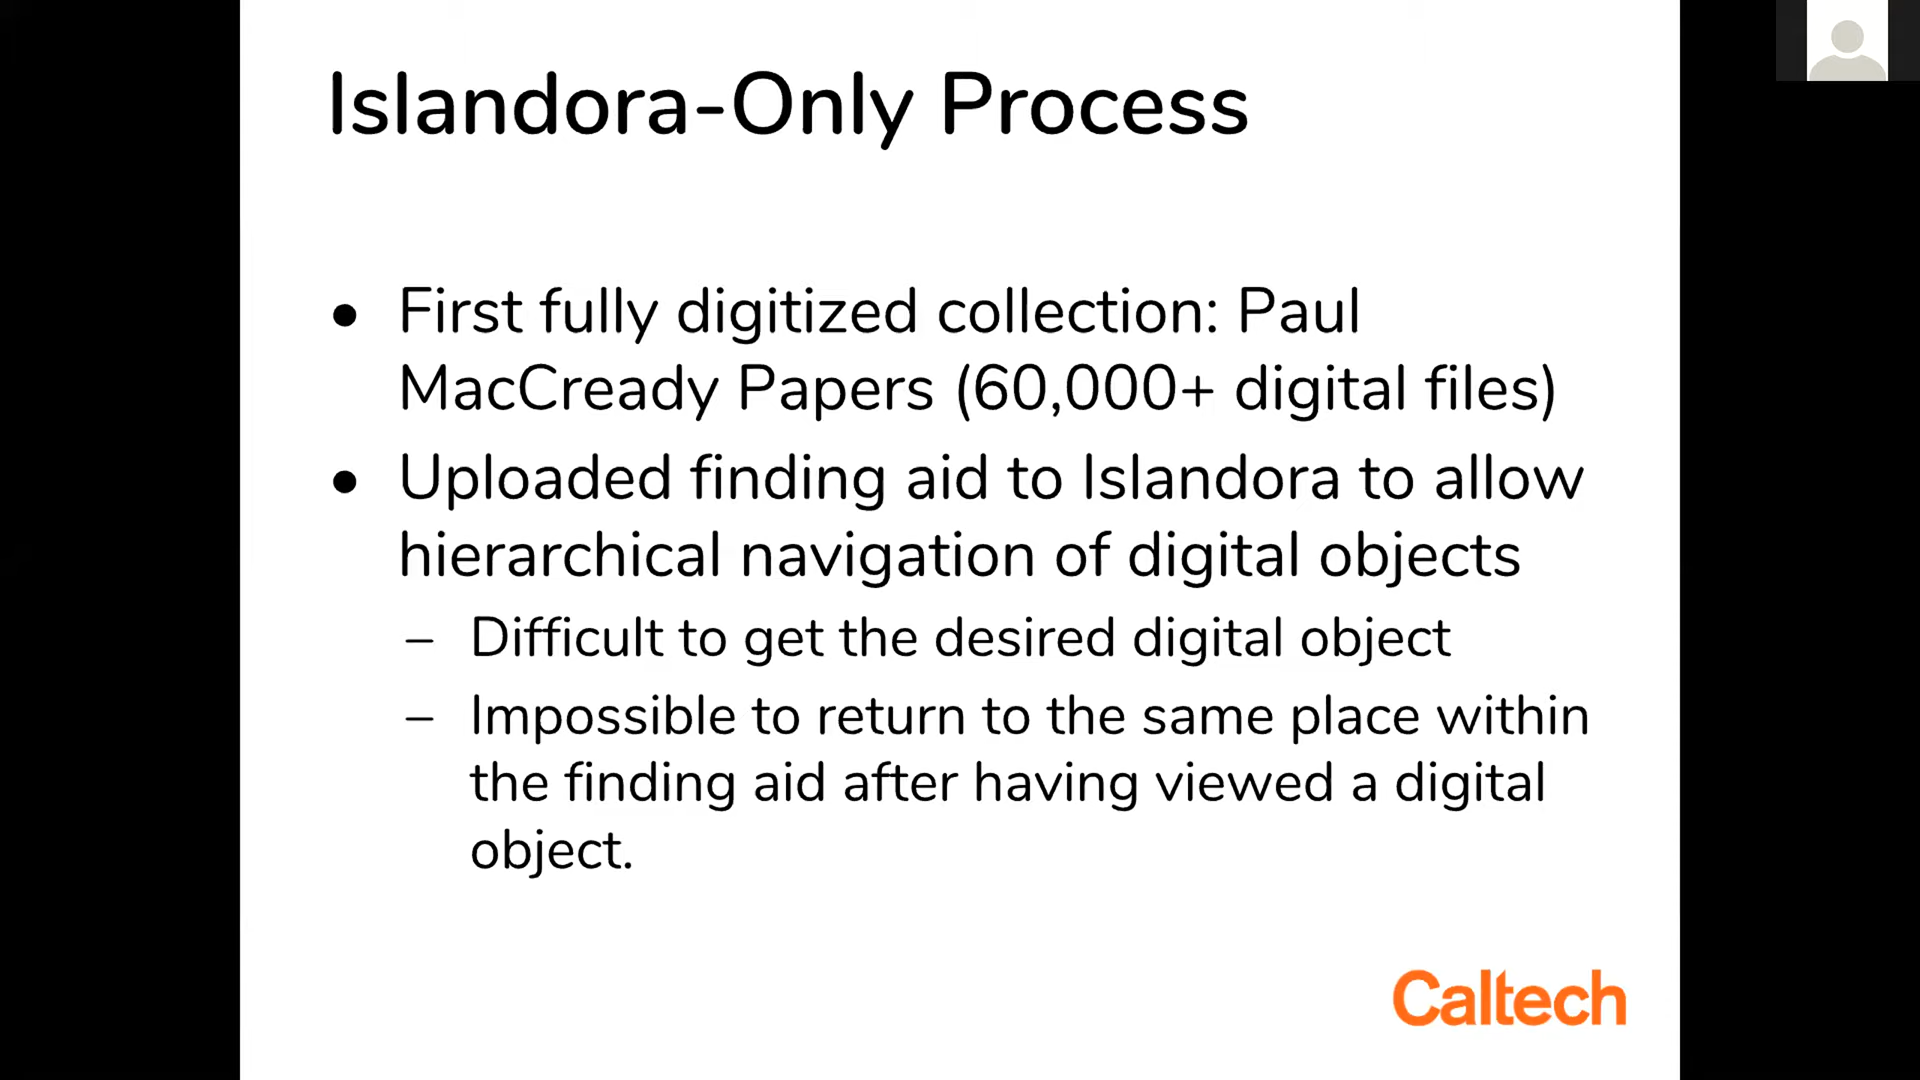 Islandora-Only Process
• First fully digitized collection: Paul
MacCready Papers (60,000+ digital files)
• Uploaded finding aid to Islandora to allow
hierarchical navigation of digital objects
– Difficult to get the desired digital object
– Impossible to return to the same place within
the finding aid after having viewed a digital
object.
Caltech